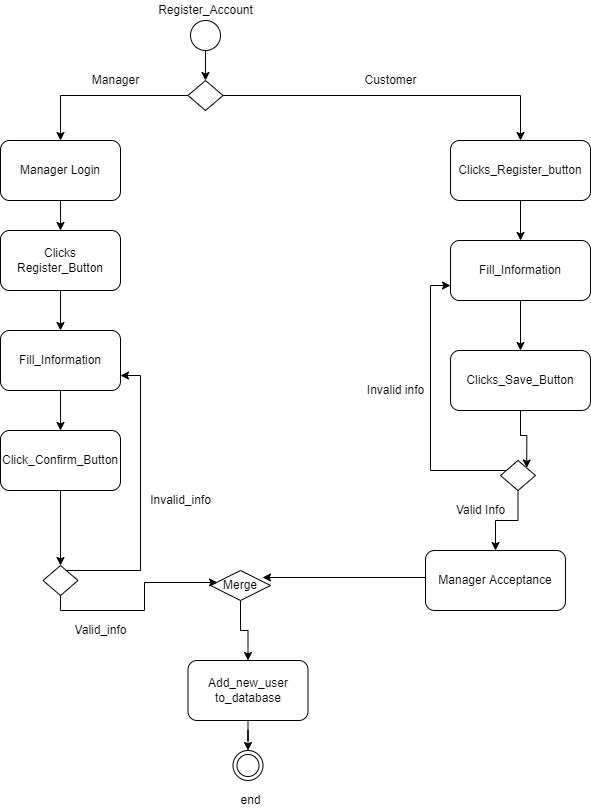 Register_Account
Manager
Customer
Manager Login
Clicks_Register_button
Clicks
Register_Button
Fill_Information
Fill_Information
Clicks_Save_Button
Invalid info
Click_Confirm_Button
Invalid_info
Valid Info
Manager Acceptance
Merge
Valid_info
Add_new_user
to_database
end